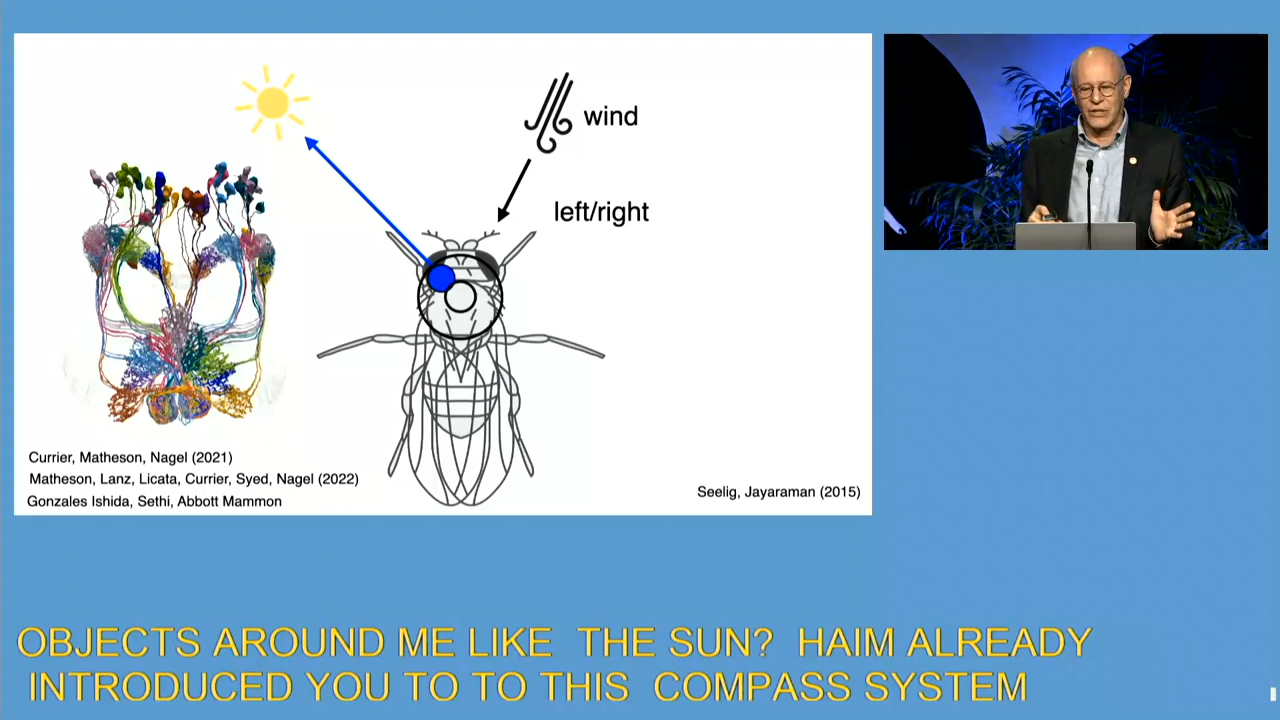 wind
left/right
Currier, Matheson, Nagel (2021)
Matheson, Lanz, Licata, Currier, Syed, Nagel (2022)
Gonzales Ishida, Sethi, Abbott Mammon
Seelig, Jayaraman (2015)
OBJECTS AROUND ME LIKE THE SUN? HAIM ALREADY
INTRODUCED YOU TO TO THIS COMPASS SYSTEM